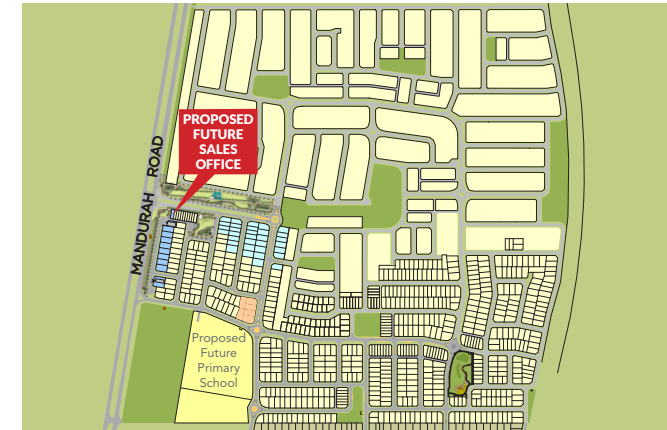 PROPOSED
FUTURE
SALES
OFFICE
MANDURAH ROAD
Proposed
Future
Primary
School